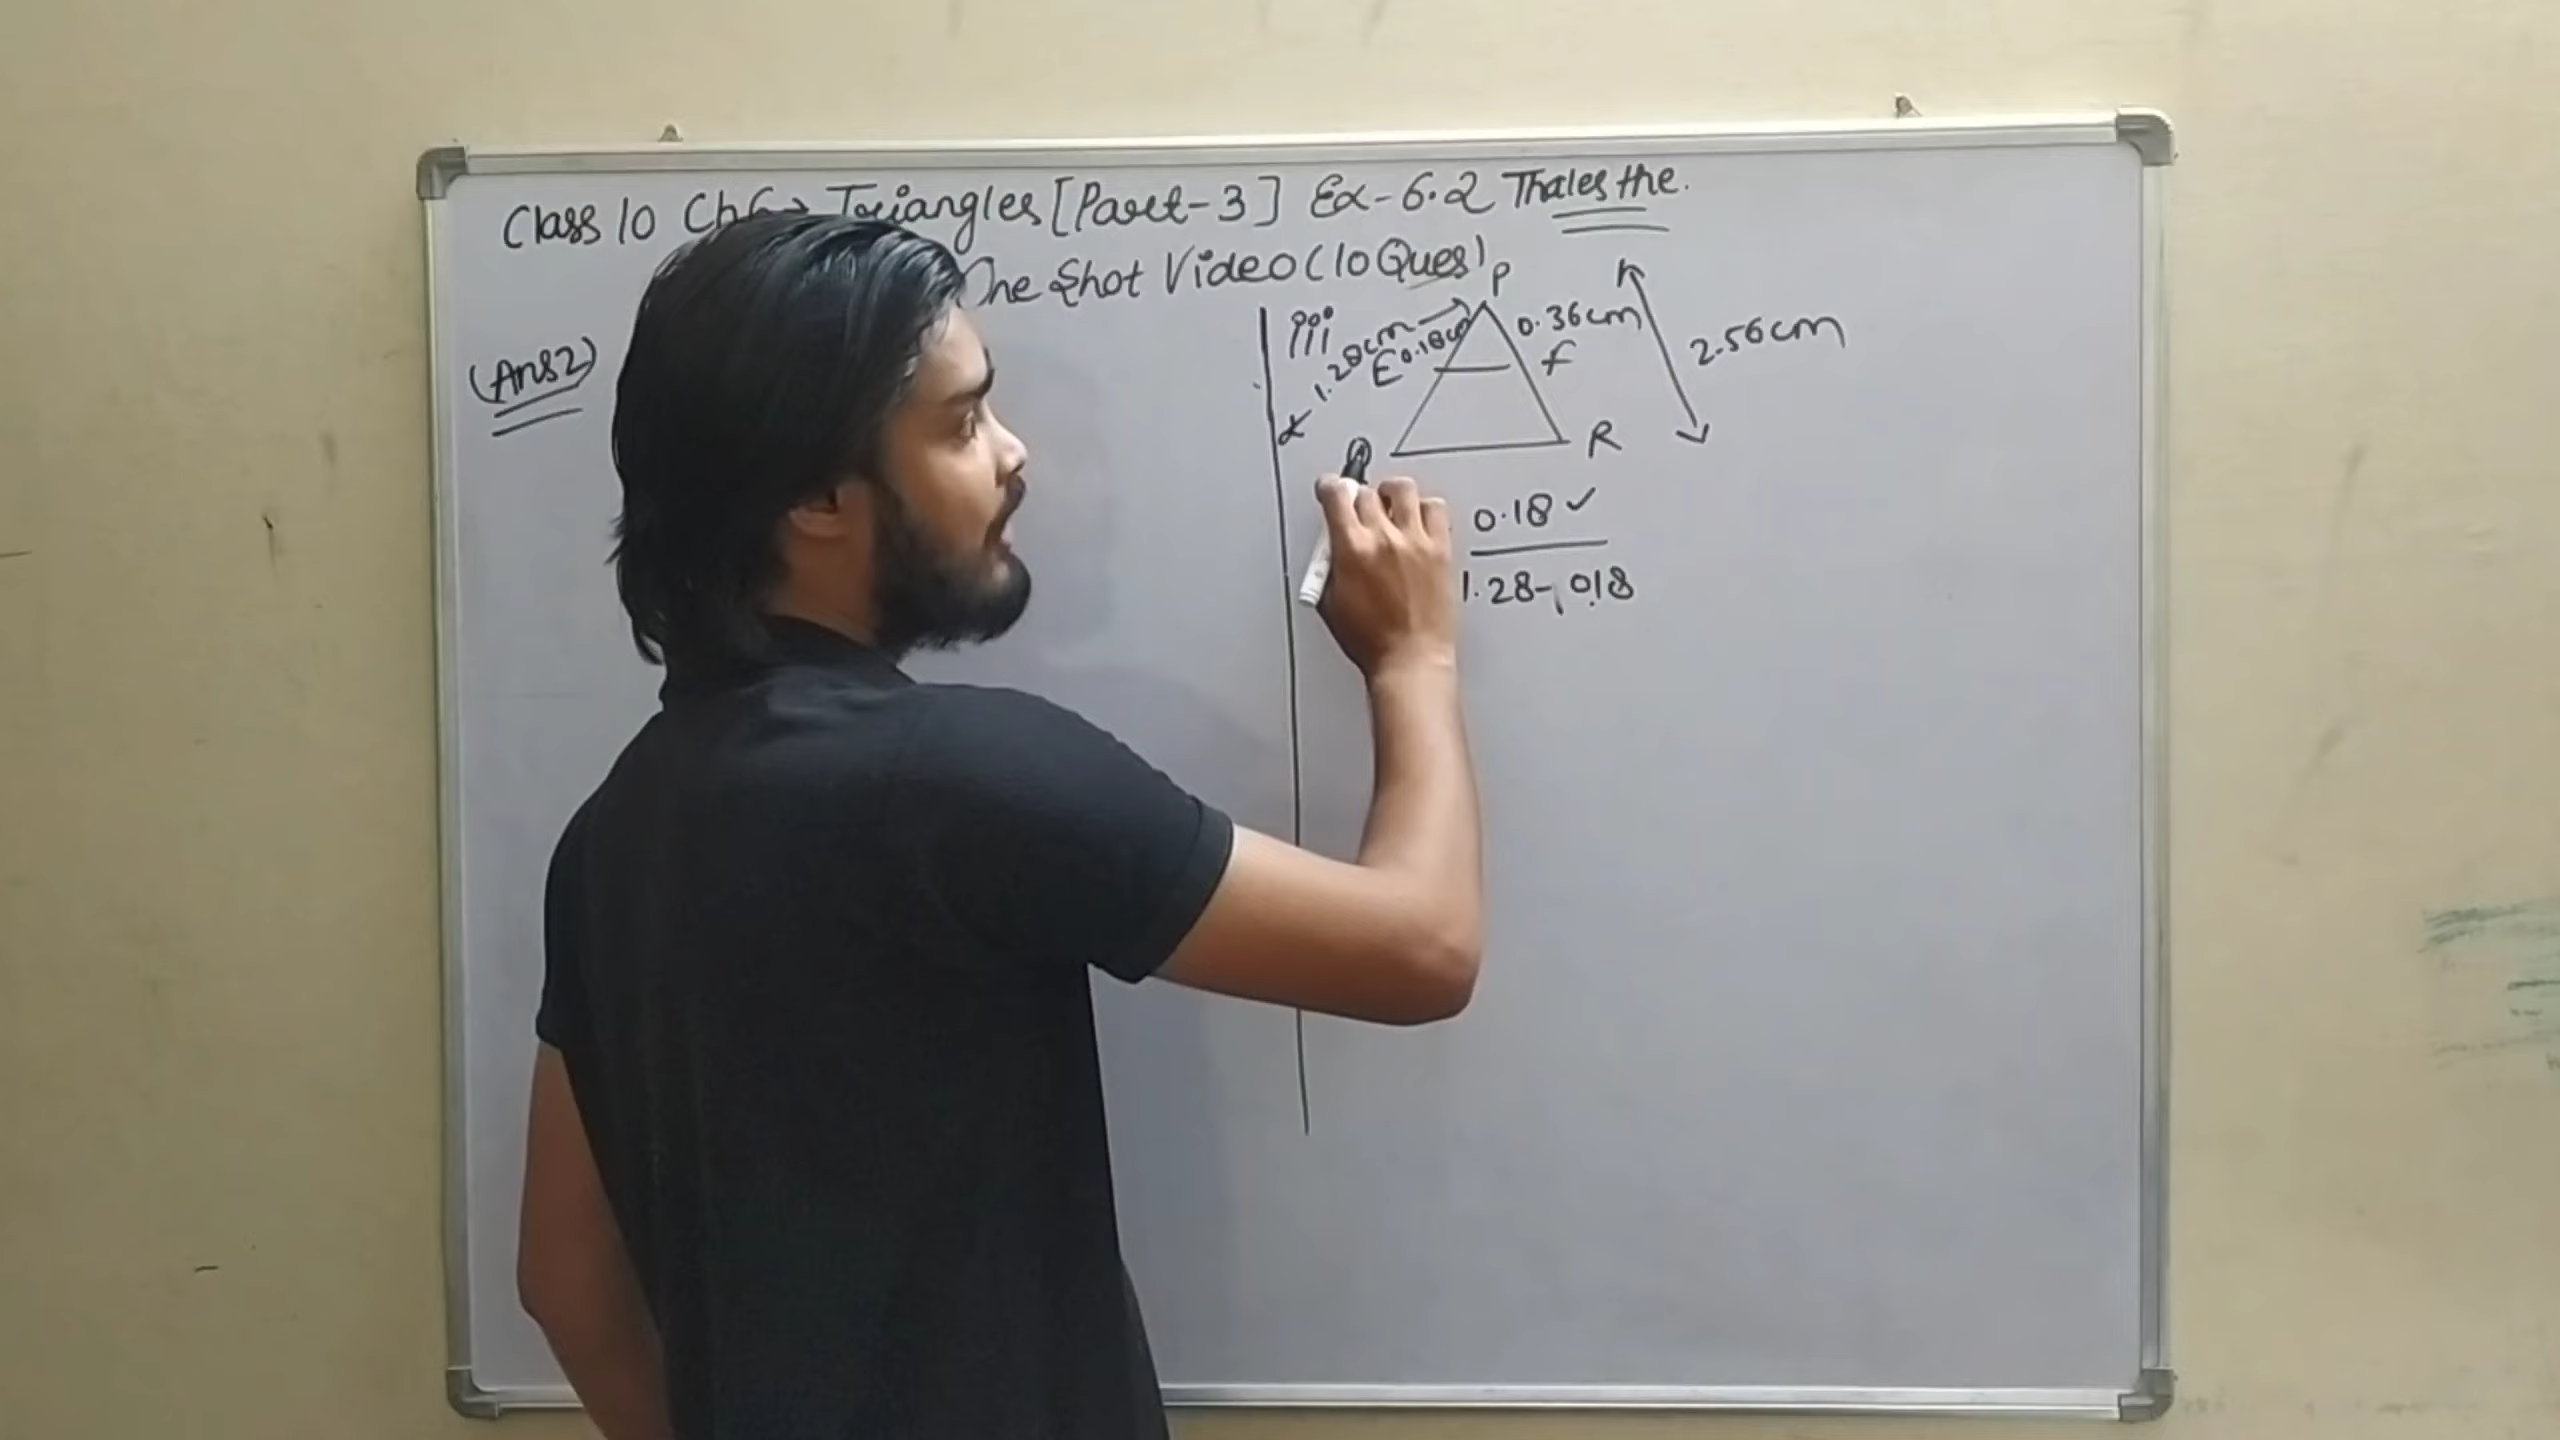 Class 10 Ch6→ Triangles [Part-3] Ex-6.2 Thales the.
One Shot Video (10 Ques)
(Ans2)
iii
P
1.28cm
0.18cm
0.36cm
2.56cm
E
F
Q
R
0.18 ✓
1.28-0.18